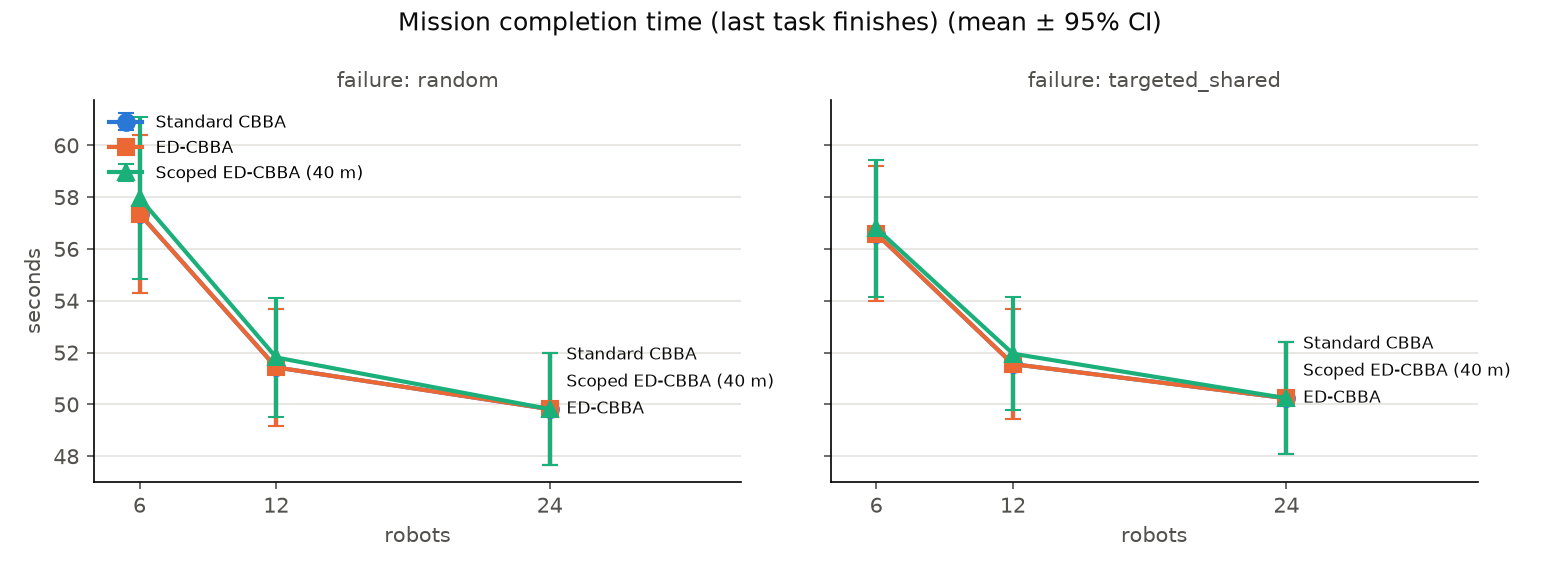 Mission completion time (last task finishes) (mean ± 95% CI)
failure: random
Standard CBBA
ED-CBBA
Scoped ED-CBBA (40 m)
60
58
56
54
52
50
48
seconds
Standard CBBA
Scoped ED-CBBA (40 m)
ED-CBBA
6
12
24
robots
failure: targeted_shared
Standard CBBA
Scoped ED-CBBA (40 m)
ED-CBBA
6
12
24
robots